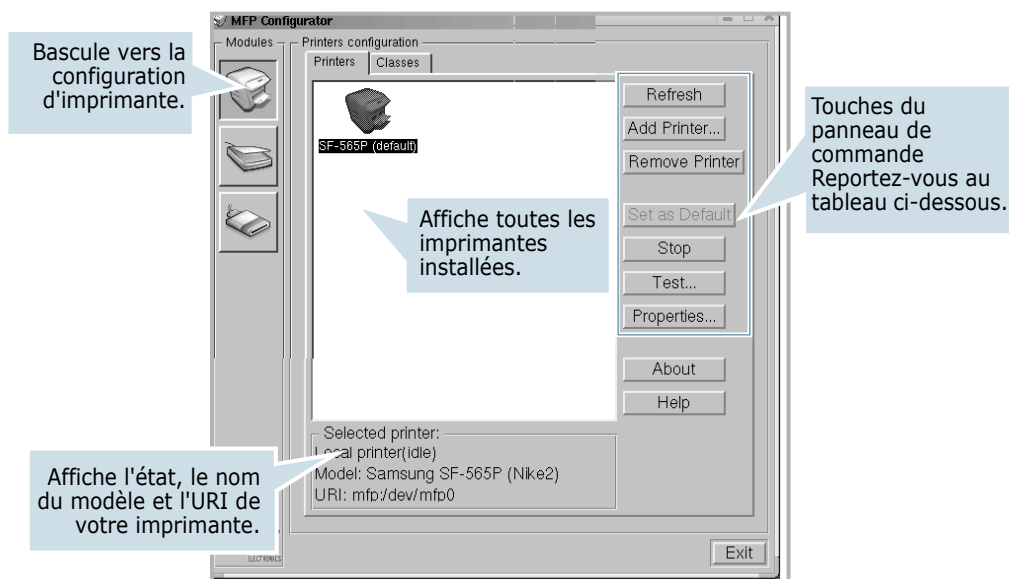 MFP Configurator
Modules
Printers configuration
Printers
Classes
Bascule vers la
configuration
d'imprimante.
SF-565P (default)
Refresh
Add Printer...
Remove Printer
Set as Default
Stop
Test...
Properties...
About
Help
Touches du
panneau de
commande
Reportez-vous au
tableau ci-dessous.
Affiche toutes les
imprimantes
installées.
Selected printer:
Local printer(idle)
Model: Samsung SF-565P (Nike2)
URI: mfp:/dev/mfp0
Affiche l'état, le nom
du modèle et l'URI de
votre imprimante.
ELECTRONICS
Exit